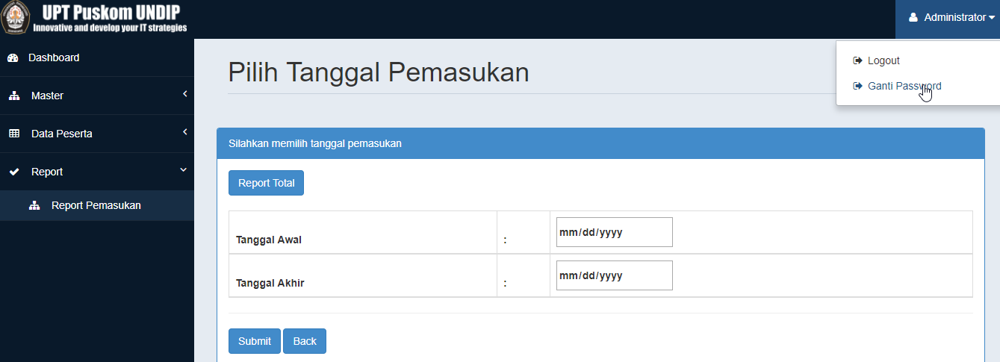 UPT Puskom UNDIP
Innovative and develop your IT strategies
Administrator
Logout
Ganti Password
Dashboard
Master
Data Peserta
Report
Report Pemasukan
Pilih Tanggal Pemasukan
Silahkan memilih tanggal pemasukan
Report Total
Tanggal Awal : mm/dd/yyyy
Tanggal Akhir : mm/dd/yyyy
Submit Back